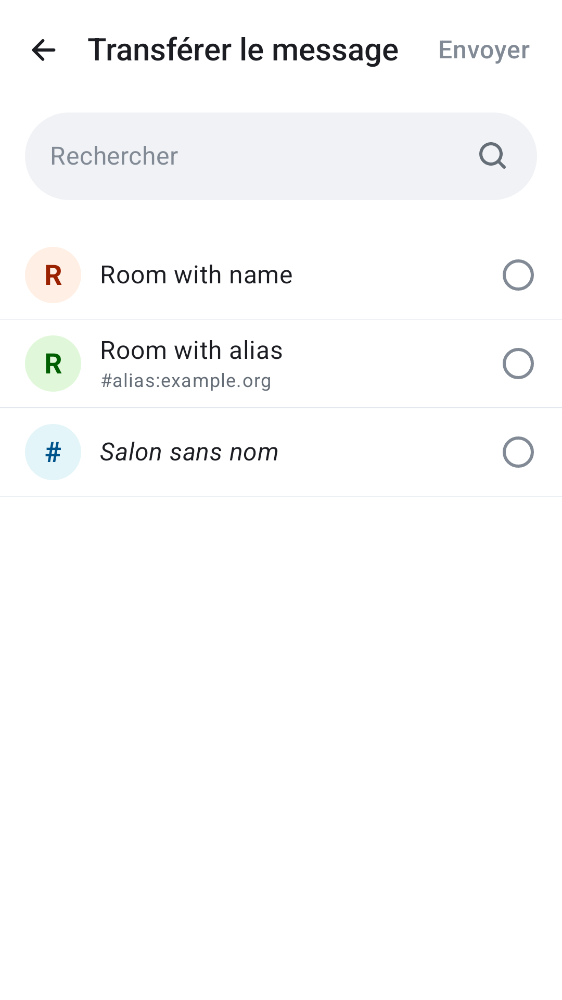 Transférer le message
Envoyer
Rechercher
R
Room with name
R
Room with alias
#alias:example.org
#
Salon sans nom